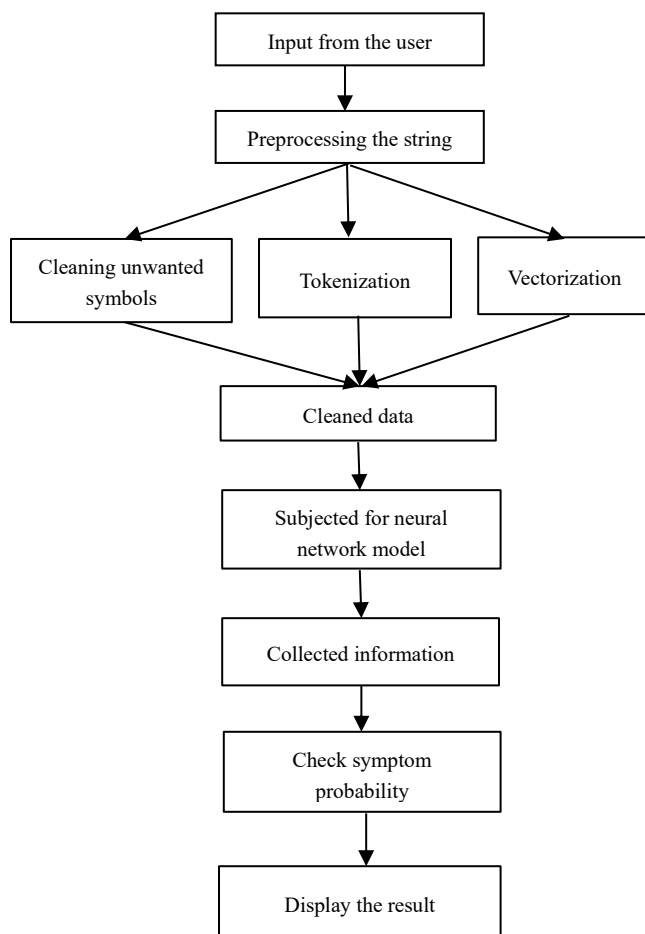 Input from the user
Preprocessing the string
Cleaning unwanted
symbols
Tokenization
Vectorization
Cleaned data
Subjected for neural
network model
Collected information
Check symptom
probability
Display the result